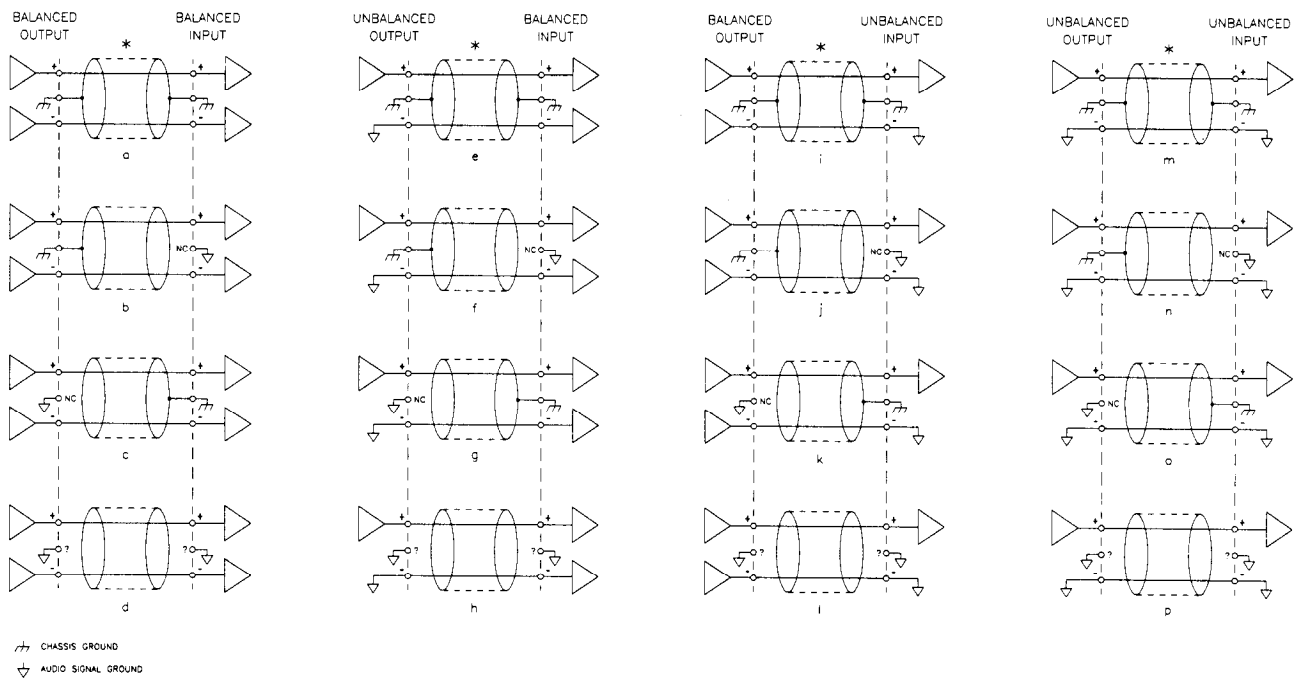 BALANCED OUTPUT
BALANCED INPUT
UNBALANCED OUTPUT
BALANCED INPUT
BALANCED OUTPUT
UNBALANCED INPUT
UNBALANCED OUTPUT
UNBALANCED INPUT
* * * *
+ + + + + + + +
- - - - - - - -
a e i m
+ + + + + + + +
NC NC NC NC
- - - - - - - -
b f j n
+ + + + + + + +
NC NC NC NC
- - - - - - - -
c g k o
+ + + + + + + +
? ? ? ? ? ? ? ?
- - - - - - - -
d h l p
CHASSIS GROUND
AUDIO SIGNAL GROUND